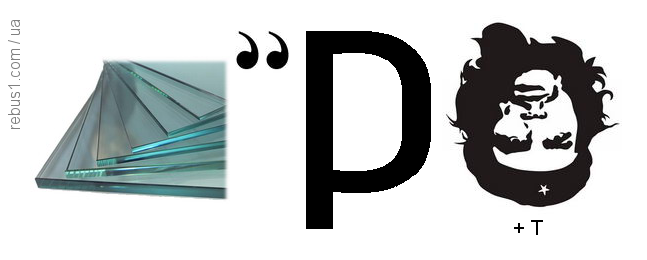 rebus1.com / ua
„ р
+ Т